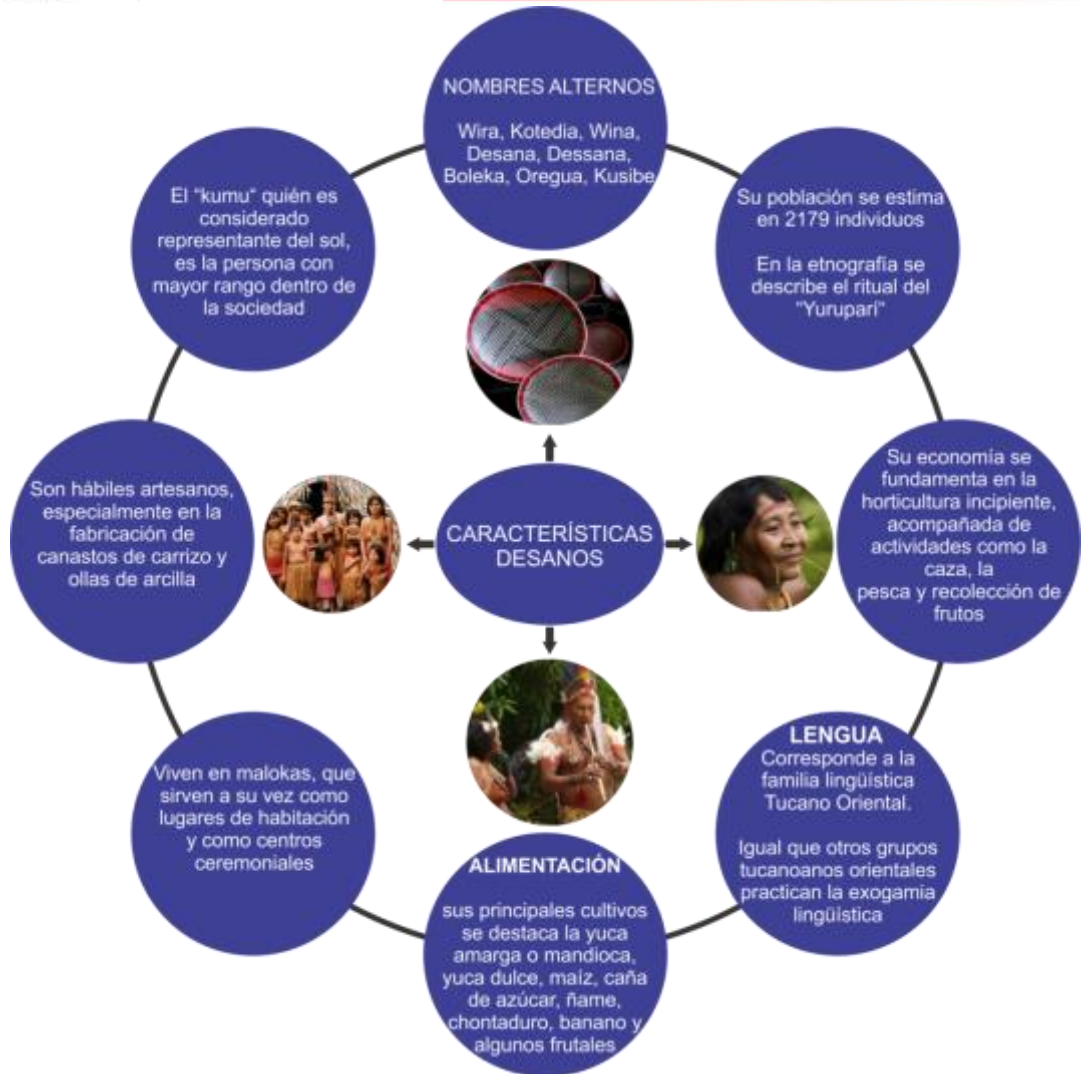 NOMBRES ALTERNOS
Wira, Kotedia, Wina,
Desana, Dessana,
Boleka, Oregua, Kusibe
Su población se estima
en 2179 individuos
En la etnografía se
describe el ritual del
"Yuruparí"
Su economía se
fundamenta en la
horticultura incipiente,
acompañada de
actividades como la
caza, la
pesca y recolección de
frutos
LENGUA
Corresponde a la
familia lingüística
Tucano Oriental.
Igual que otros grupos
tucanoanos orientales
practican la exogamia
lingüística
ALIMENTACIÓN
sus principales cultivos
se destaca la yuca
amarga o mandioca,
yuca dulce, maíz, caña
de azúcar, ñame,
chontaduro, banano y
algunos frutales
Viven en malokas, que
sirven a su vez como
lugares de habitación
y como centros
ceremoniales
Son hábiles artesanos,
especialmente en la
fabricación de
canastos de carrizo y
ollas de arcilla
El "kumu" quién es
considerado
representante del sol,
es la persona con
mayor rango dentro de
la sociedad
CARACTERÍSTICAS
DESANOS